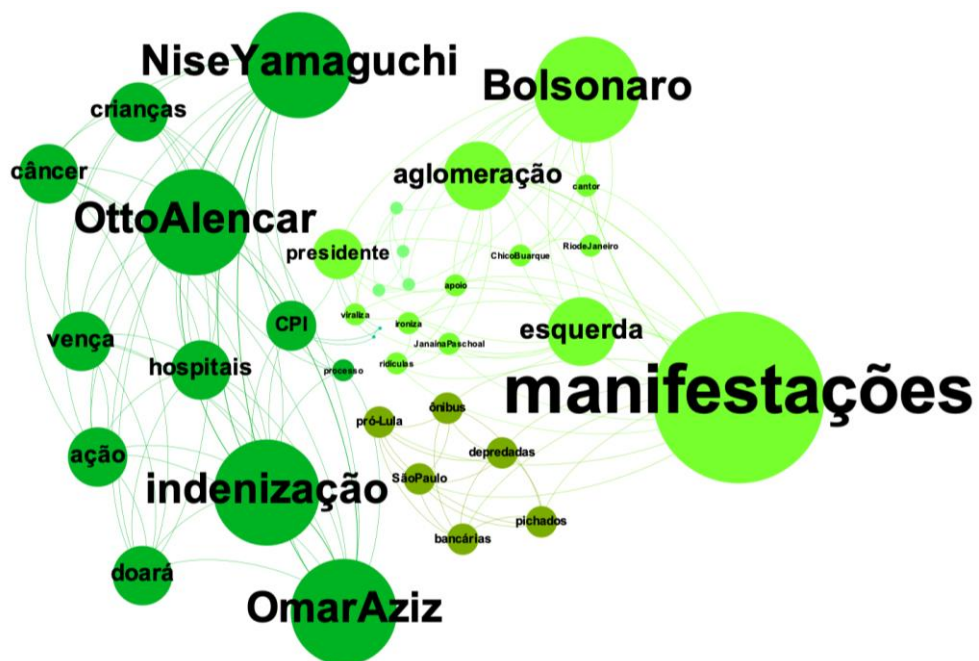 NiseYamaguchi
Bolsonaro
crianças
câncer
aglomeração
cantor
OttoAlencar
presidente
ChicoBuarque
RiodeJaneiro
apoio
CPI
viraliza
ironiza
esquerda
vença
JanainaPaschoal
hospitais
processo
ridículas
manifestações
ônibus
pró-Lula
ação
depredadas
SãoPaulo
indenização
pichados
bancárias
doará
OmarAziz